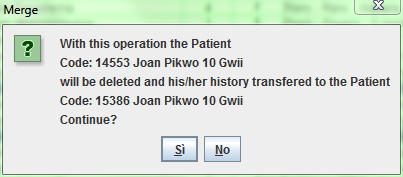 Merge
With this operation the Patient
Code: 14553 Joan Pikwo 10 Gwii
will be deleted and his/her history transfered to the Patient
Code: 15386 Joan Pikwo 10 Gwii
Continue?
Sì No